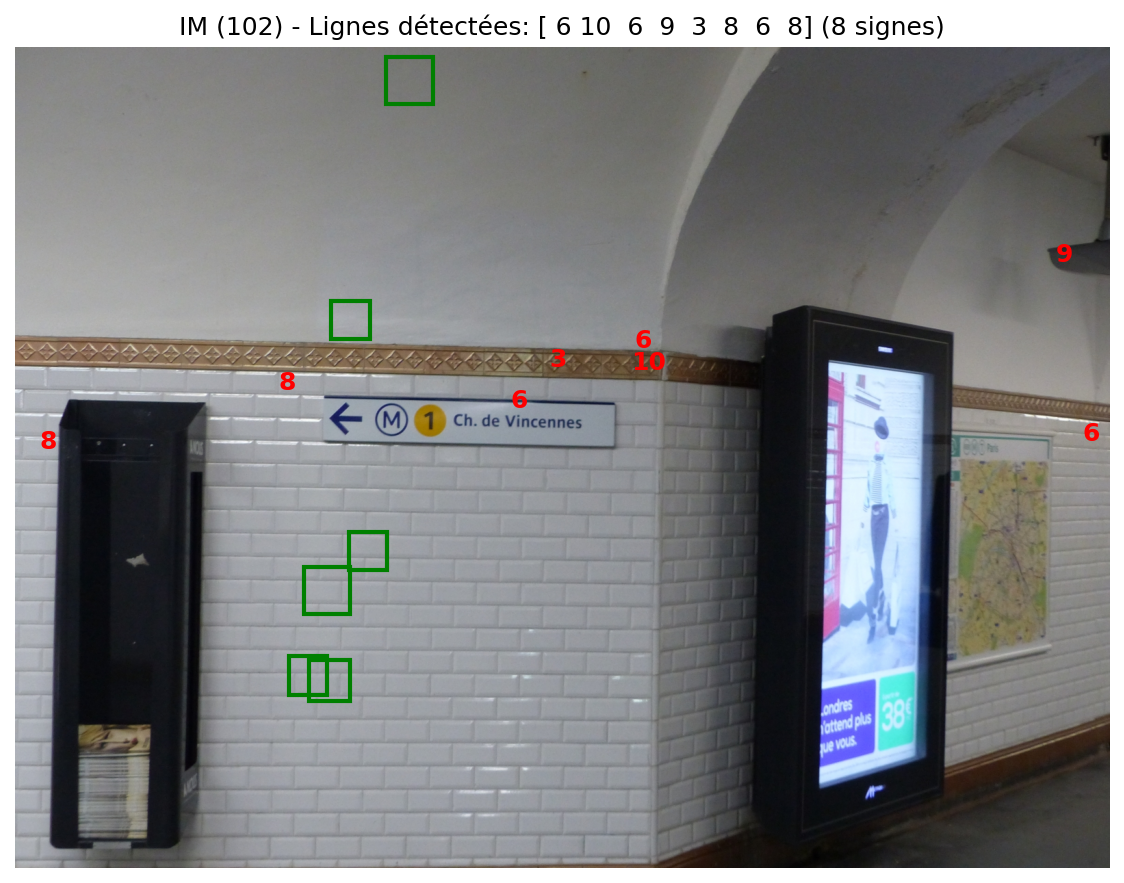 IM (102) - Lignes détectées: [ 6 10 6 9 3 8 6 8] (8 signes)
9
6
3
10
8
6
8
6
M 1 Ch. de Vincennes
Paris
Londres
n'attend plus
que vous.
38€